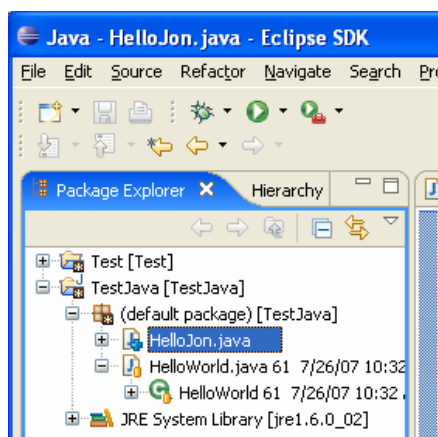 Java - HelloJon.java - Eclipse SDK
File Edit Source Refactor Navigate Search Pr
Package Explorer Hierarchy
Test [Test]
TestJava [TestJava]
(default package) [TestJava]
HelloJon.java
HelloWorld.java 61 7/26/07 10:32
HelloWorld 61 7/26/07 10:32
JRE System Library [jre1.6.0_02]